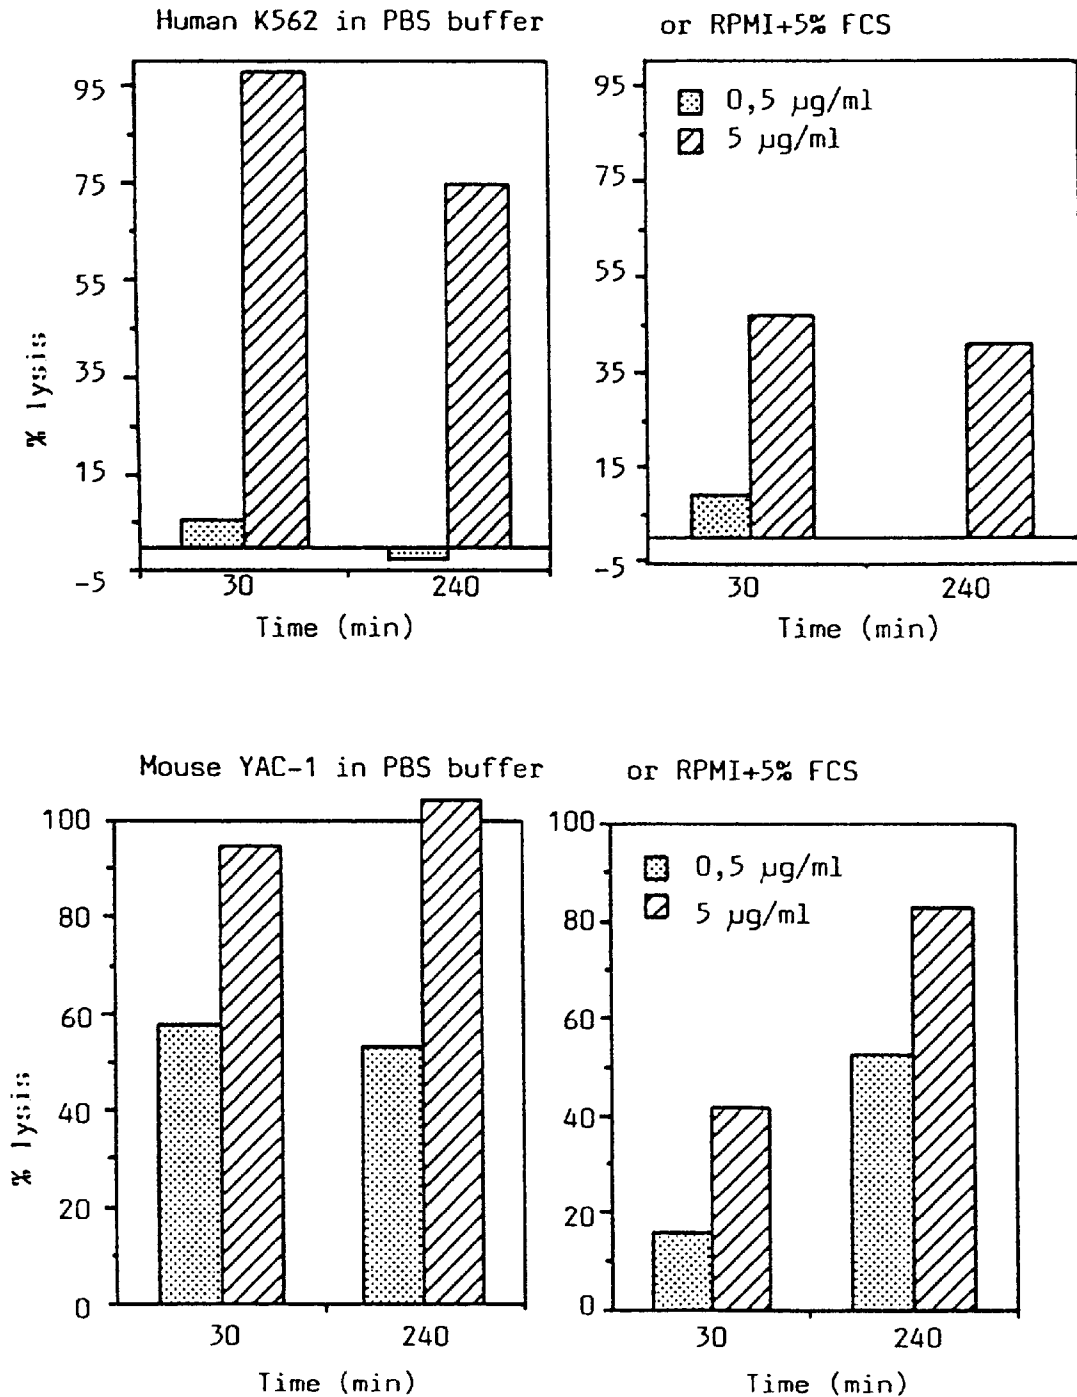 Human K562 in PBS buffer
or RPMI+5% FCS
95
75
55
35
15
-5
% lysis
30
240
Time (min)
95
75
55
35
15
-5
0,5 µg/ml
5 µg/ml
30
240
Time (min)
Mouse YAC-1 in PBS buffer
or RPMI+5% FCS
100
80
60
40
20
0
% lysis
30
240
Time (min)
100
80
60
40
20
0
0,5 µg/ml
5 µg/ml
30
240
Time (min)